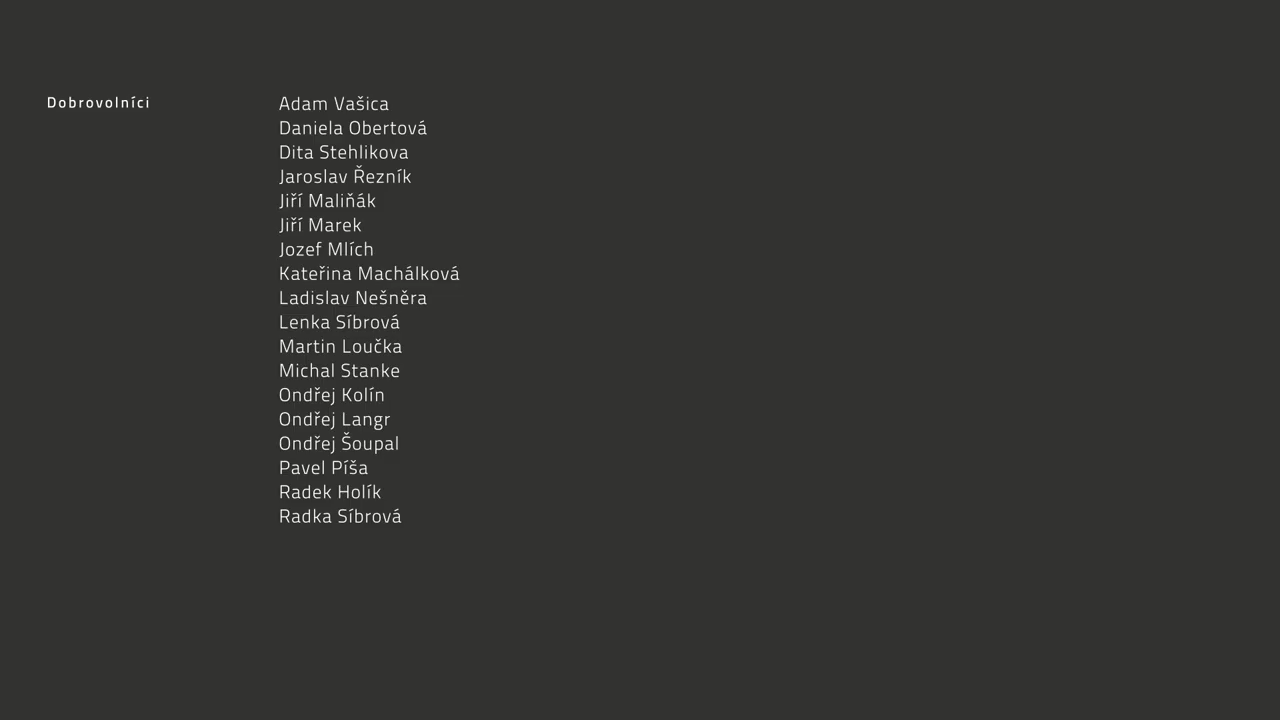 Dobrovolníci
Adam Vašica
Daniela Obertová
Dita Stehlikova
Jaroslav Řezník
Jiří Maliňák
Jiří Marek
Jozef Mlích
Kateřina Machálková
Ladislav Nešněra
Lenka Síbrová
Martin Loučka
Michal Stanke
Ondřej Kolín
Ondřej Langr
Ondřej Šoupal
Pavel Píša
Radek Holík
Radka Síbrová